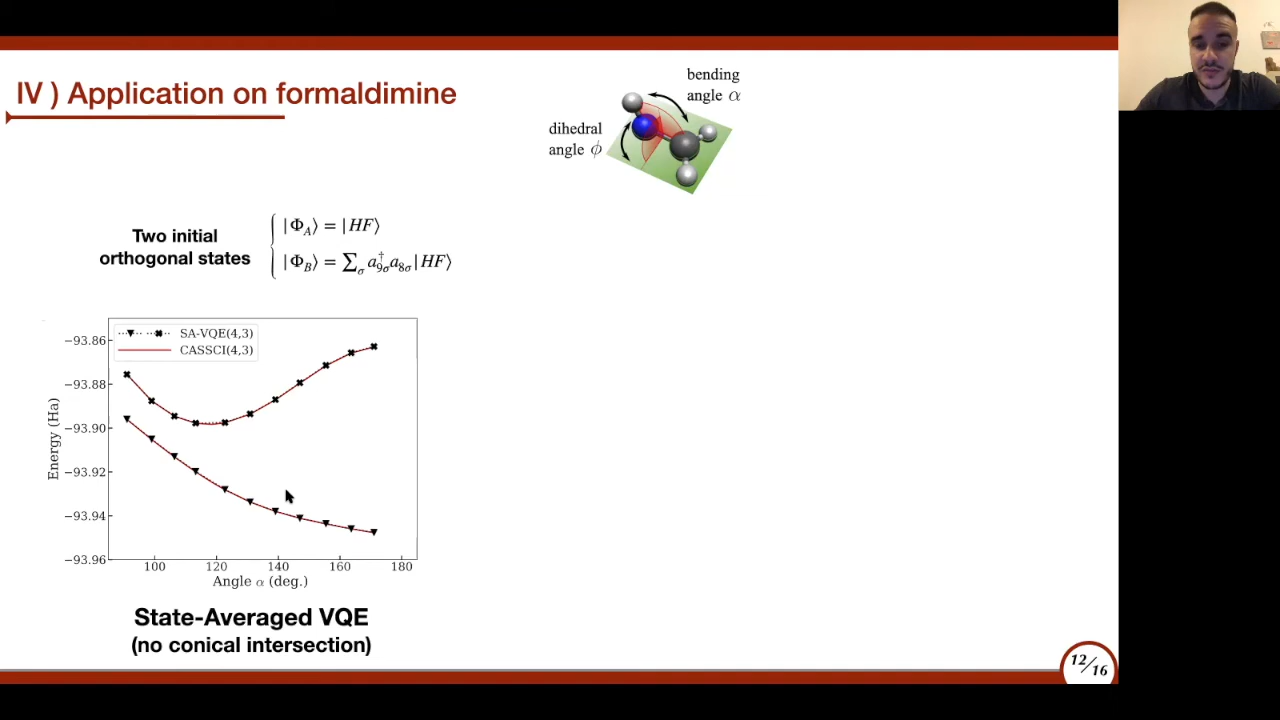 IV ) Application on formaldimine
bending
angle α
dihedral
angle ϕ
Two initial
orthogonal states
|Φ_A⟩ = |HF⟩
|Φ_B⟩ = ∑_σ a†_9σ a_8σ |HF⟩
SA-VQE(4,3)
CASSCI(4,3)
−93.86
−93.88
−93.90
−93.92
−93.94
−93.96
Energy (Ha)
100 120 140 160 180
Angle α (deg.)
State-Averaged VQE
(no conical intersection)
12/16